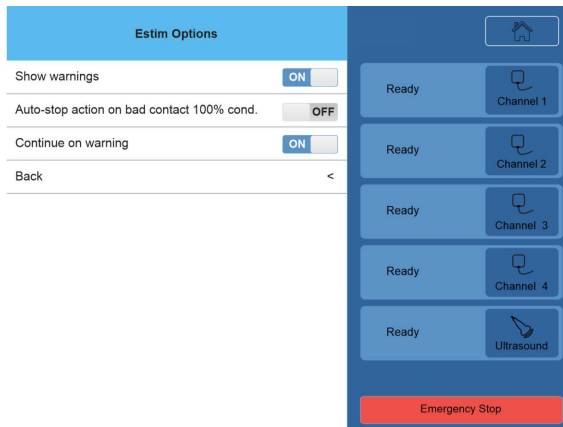 Estim Options
Show warnings ON
Auto-stop action on bad contact 100% cond. OFF
Continue on warning ON
Back <
Ready Channel 1
Ready Channel 2
Ready Channel 3
Ready Channel 4
Ready Ultrasound
Emergency Stop